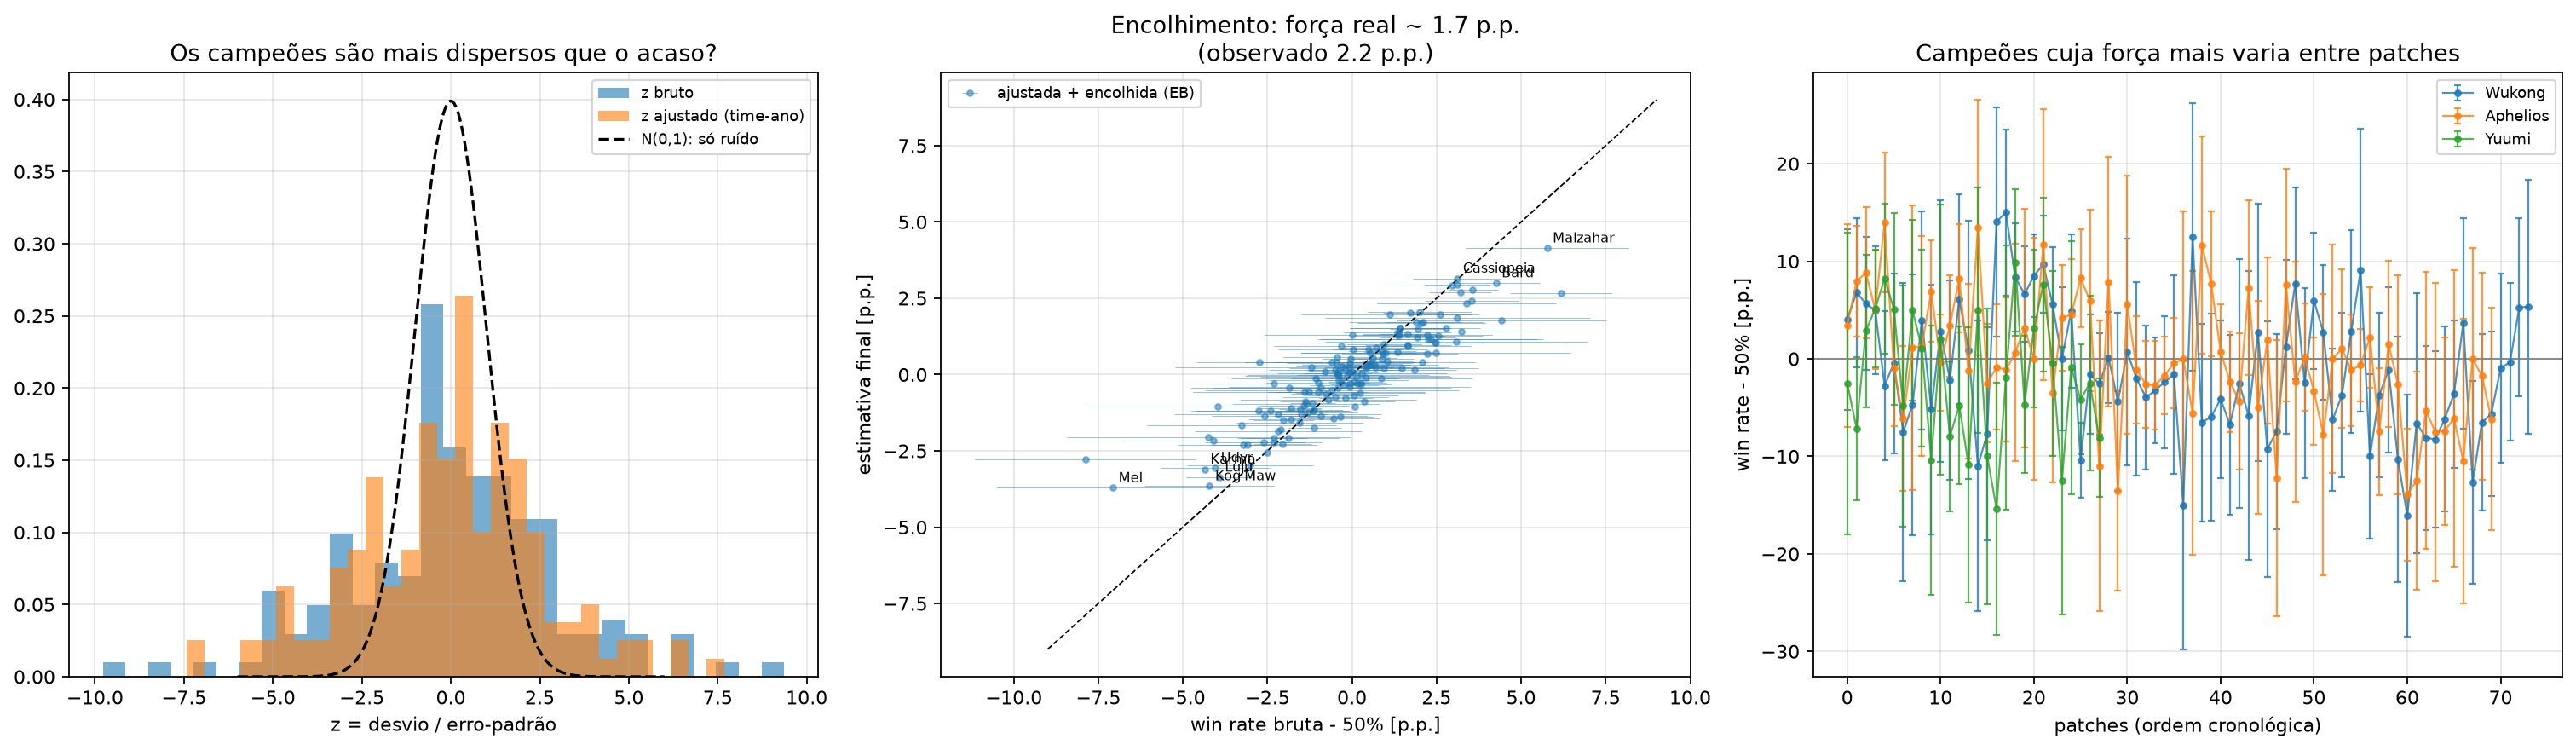 Os campeões são mais dispersos que o acaso?
z bruto
z ajustado (time-ano)
N(0,1): só ruído
0.40
0.35
0.30
0.25
0.20
0.15
0.10
0.05
0.00
−10.0 −7.5 −5.0 −2.5 0.0 2.5 5.0 7.5 10.0
z = desvio / erro-padrão
Encolhimento: força real ~ 1.7 p.p.
(observado 2.2 p.p.)
ajustada + encolhida (EB)
estimativa final [p.p.]
7.5
5.0
2.5
0.0
−2.5
−5.0
−7.5
Malzahar
Cassiopeia
Bard
Udyr
Karma
Lulu
Kog'Maw
Mel
−10.0 −7.5 −5.0 −2.5 0.0 2.5 5.0 7.5 10.0
win rate bruta - 50% [p.p.]
Campeões cuja força mais varia entre patches
Wukong
Aphelios
Yuumi
win rate - 50% [p.p.]
20
10
0
−10
−20
−30
0 10 20 30 40 50 60 70
patches (ordem cronológica)